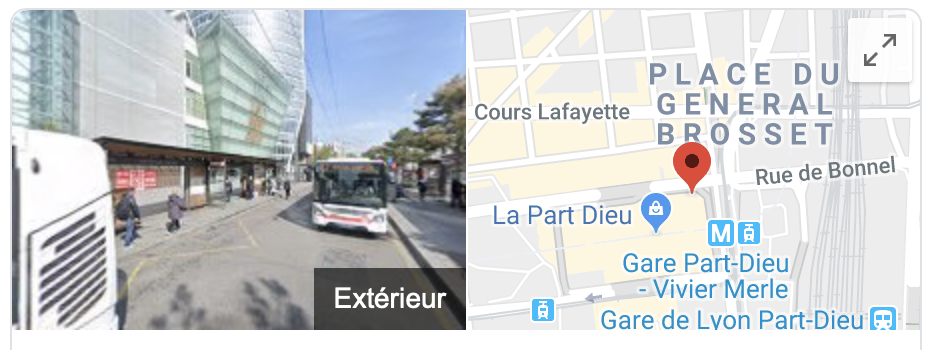 Extérieur
PLACE DU
GENERAL
BROSSET
Cours Lafayette
Rue de Bonnel
La Part Dieu
M
Gare Part-Dieu
- Vivier Merle
Gare de Lyon Part-Dieu